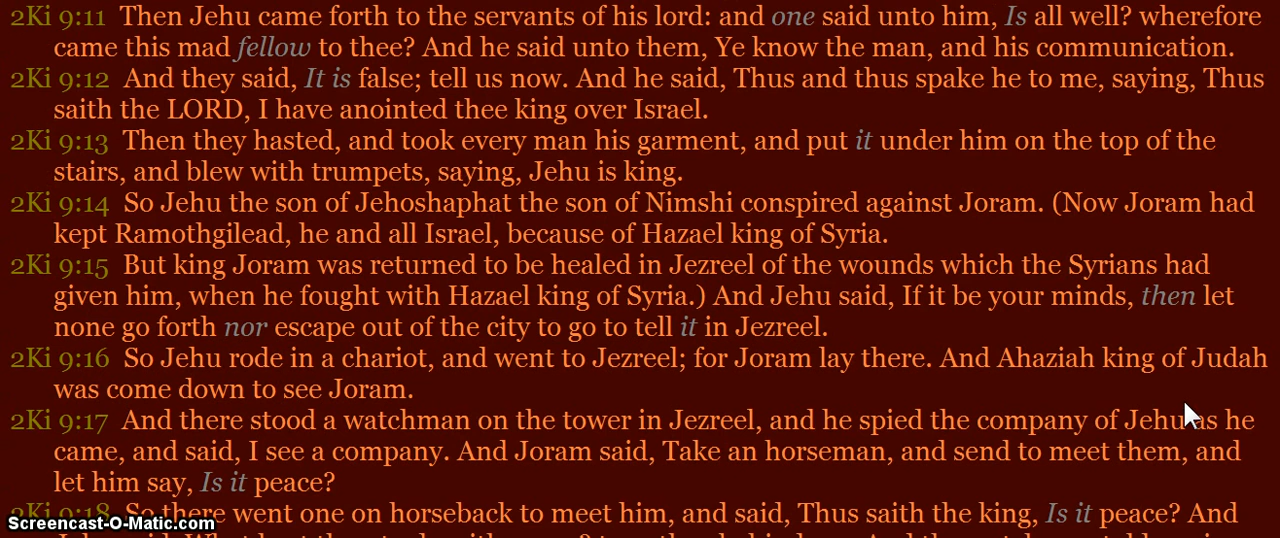 2Ki 9:11 Then Jehu came forth to the servants of his lord: and one said unto him, Is all well? wherefore
came this mad fellow to thee? And he said unto them, Ye know the man, and his communication.
2Ki 9:12 And they said, It is false; tell us now. And he said, Thus and thus spake he to me, saying, Thus
saith the LORD, I have anointed thee king over Israel.
2Ki 9:13 Then they hasted, and took every man his garment, and put it under him on the top of the
stairs, and blew with trumpets, saying, Jehu is king.
2Ki 9:14 So Jehu the son of Jehoshaphat the son of Nimshi conspired against Joram. (Now Joram had
kept Ramothgilead, he and all Israel, because of Hazael king of Syria.
2Ki 9:15 But king Joram was returned to be healed in Jezreel of the wounds which the Syrians had
given him, when he fought with Hazael king of Syria.) And Jehu said, If it be your minds, then let
none go forth nor escape out of the city to go to tell it in Jezreel.
2Ki 9:16 So Jehu rode in a chariot, and went to Jezreel; for Joram lay there. And Ahaziah king of Judah
was come down to see Joram.
2Ki 9:17 And there stood a watchman on the tower in Jezreel, and he spied the company of Jehu as he
came, and said, I see a company. And Joram said, Take an horseman, and send to meet them, and
let him say, Is it peace?
2Ki 9:18 So there went one on horseback to meet him, and said, Thus saith the king, Is it peace? And
Screencast-O-Matic.com